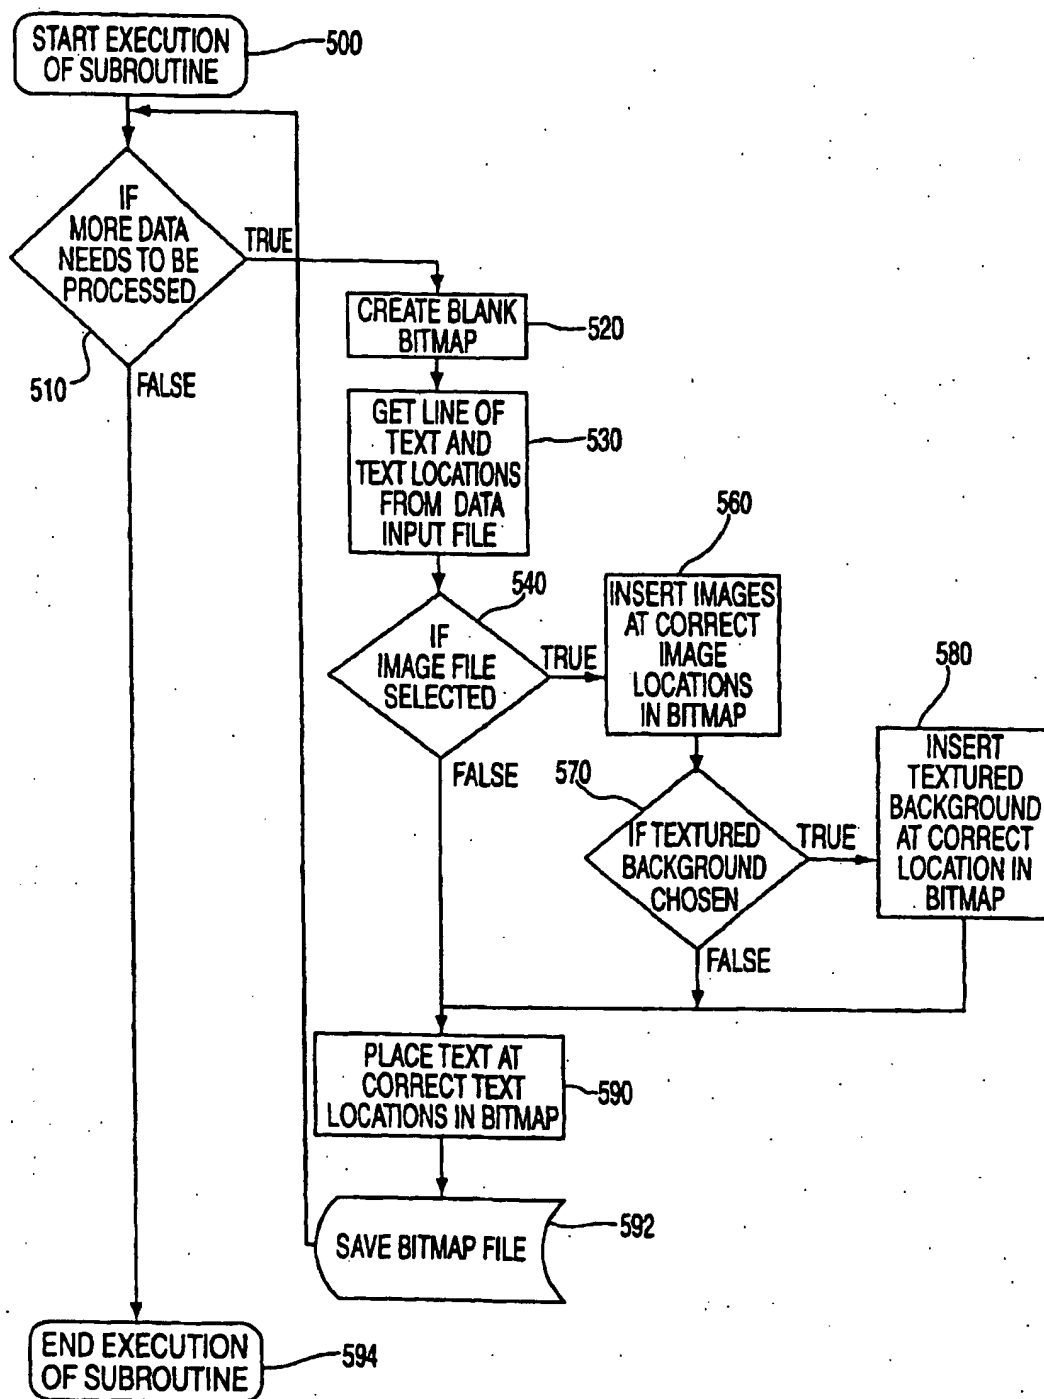 START EXECUTION
OF SUBROUTINE
500
IF
MORE DATA
NEEDS TO BE
PROCESSED
TRUE
510
FALSE
CREATE BLANK
BITMAP
520
GET LINE OF
TEXT AND
TEXT LOCATIONS
FROM DATA
INPUT FILE
530
540
IF
IMAGE FILE
SELECTED
TRUE
FALSE
560
INSERT IMAGES
AT CORRECT
IMAGE
LOCATIONS
IN BITMAP
570
IF TEXTURED
BACKGROUND
CHOSEN
TRUE
FALSE
580
INSERT
TEXTURED
BACKGROUND
AT CORRECT
LOCATION IN
BITMAP
PLACE TEXT AT
CORRECT TEXT
LOCATIONS IN BITMAP
590
SAVE BITMAP FILE
592
END EXECUTION
OF SUBROUTINE
594